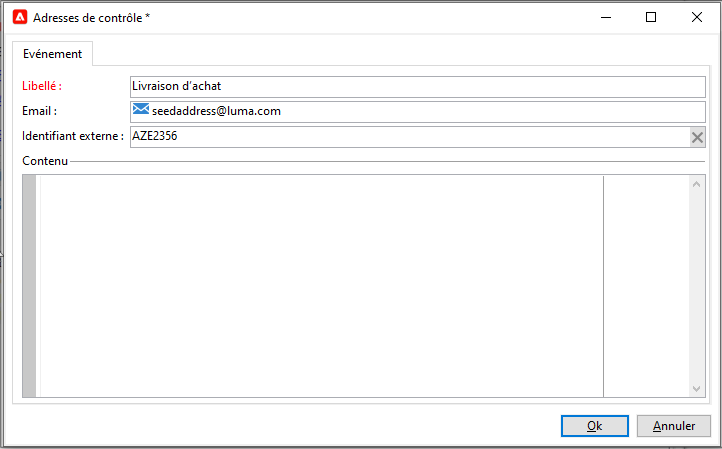 Adresses de contrôle *
Evénement
Libellé : Livraison d'achat
Email : seedaddress@luma.com
Identifiant externe : AZE2356
Contenu
Ok Annuler